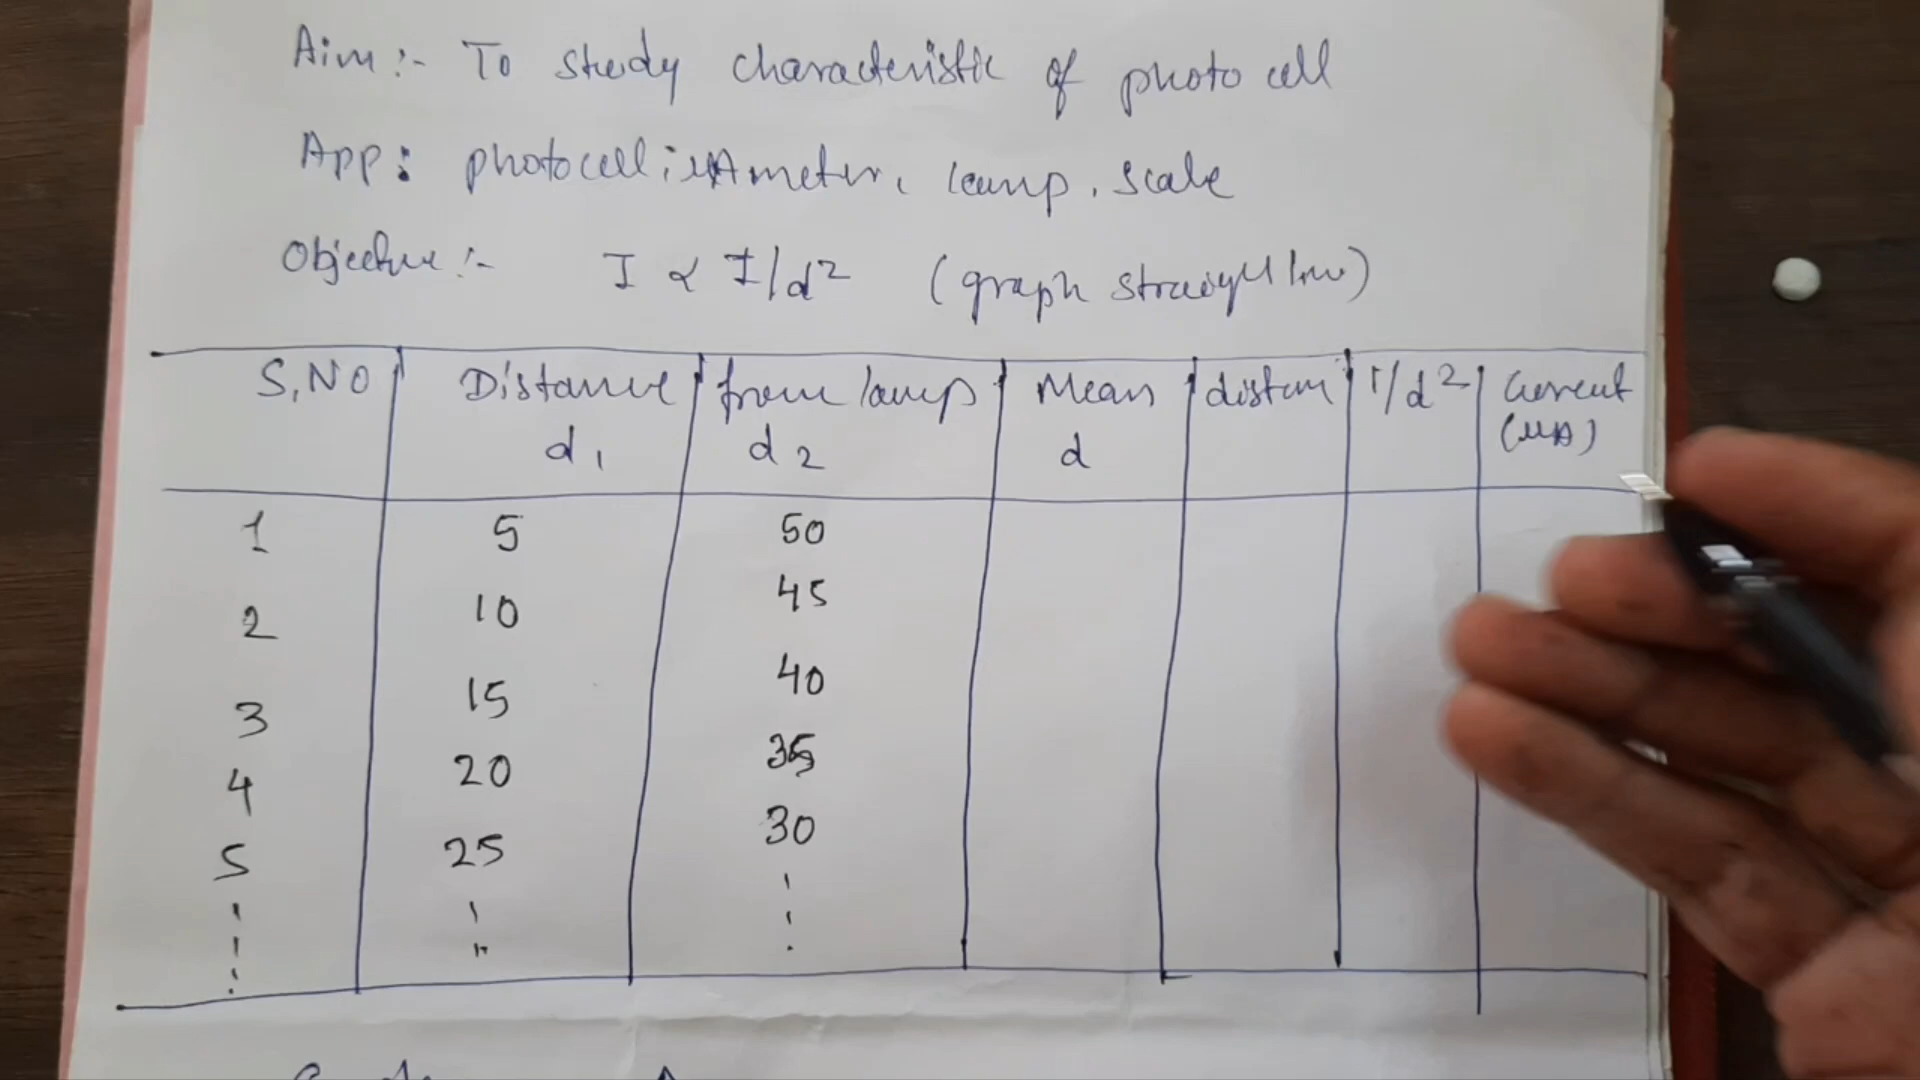 Aim :- To study characteristic of photo cell
App: photocell; μAmeter, lamp, scale
Objective :- I ∝ 1/d² (graph straight line)
S.NO Distance from lamp Mean distan 1/d² Current
d₁ d₂ d (μA)
1 5 50
2 10 45
3 15 40
4 20 35
5 25 30